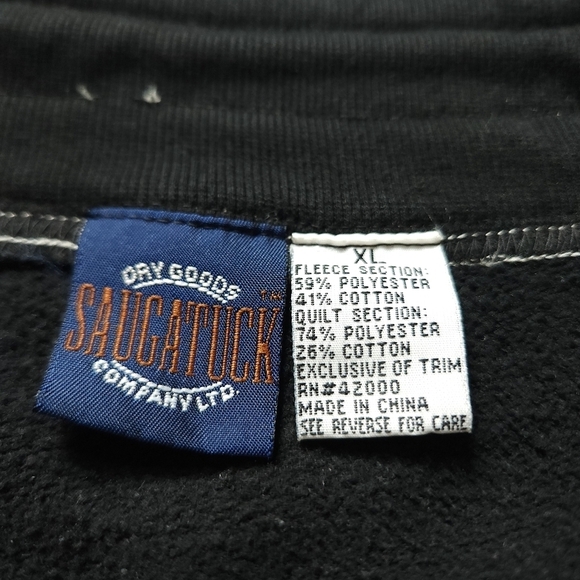 DRY GOODS
SAUGATUCK
COMPANY LTD.
XL
FLEECE SECTION:
59% POLYESTER
41% COTTON
QUILT SECTION:
74% POLYESTER
26% COTTON
EXCLUSIVE OF TRIM
RN#42000
MADE IN CHINA
SEE REVERSE FOR CARE